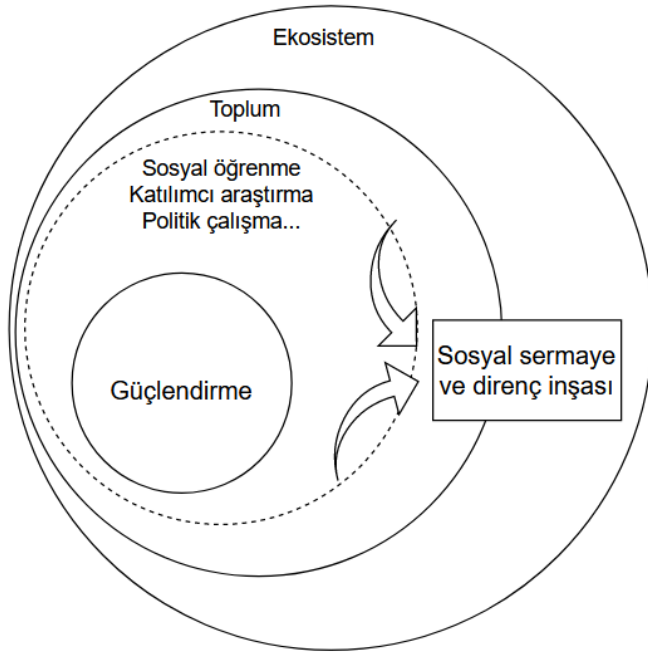 Ekosistem
Toplum
Sosyal öğrenme
Katılımcı araştırma
Politik çalışma...
Güçlendirme
Sosyal sermaye
ve direnç inşası